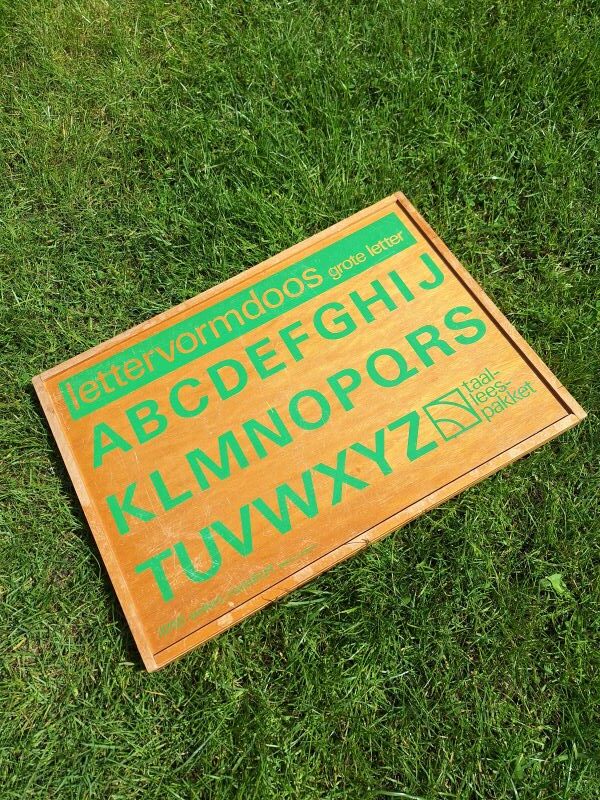 lettervormdoos grote letter
ABCDEFGHIJ
KLMNOPQRS
TUVWXYZ
taal-
lees-
pakket